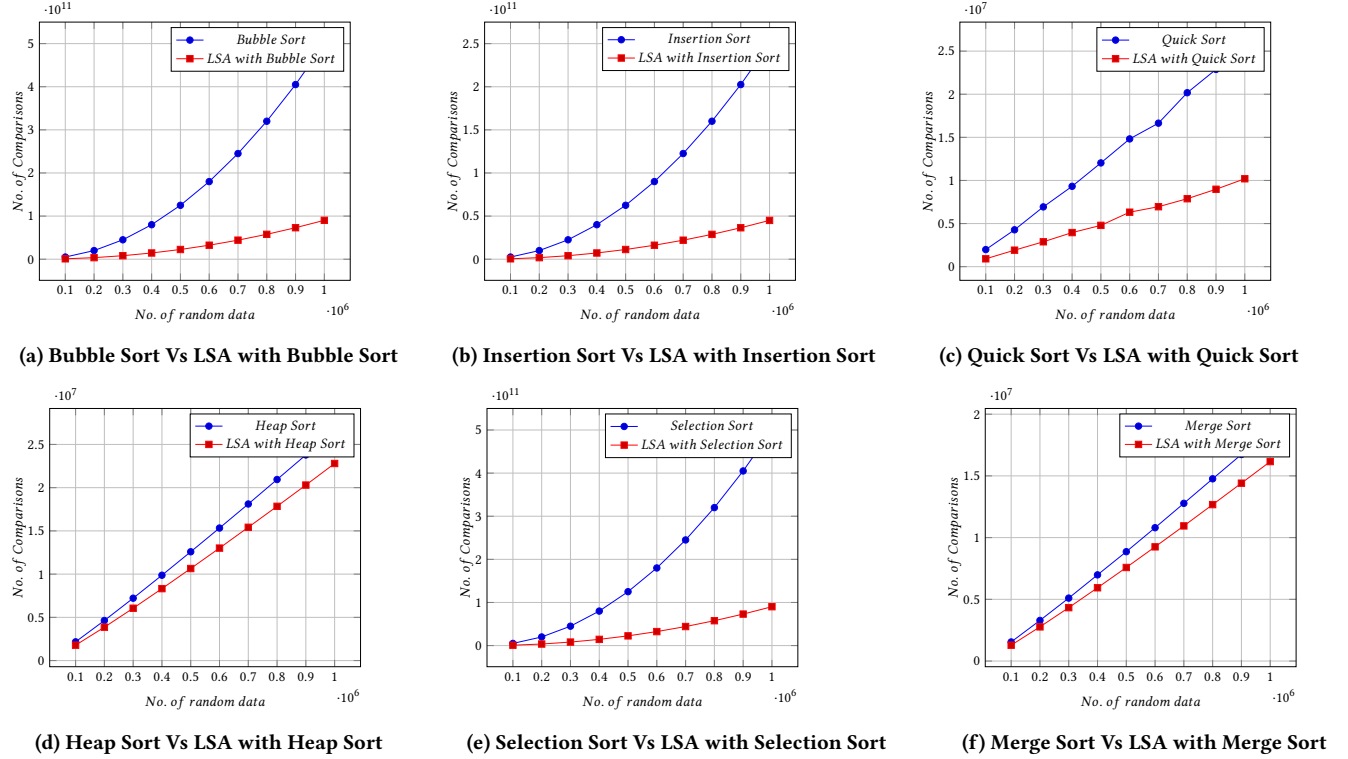 ·10^11
Bubble Sort
LSA with Bubble Sort
5
4
3
2
1
0
No. of Comparisons
0.1 0.2 0.3 0.4 0.5 0.6 0.7 0.8 0.9 1
·10^6
No. of random data
(a) Bubble Sort Vs LSA with Bubble Sort
·10^11
Insertion Sort
LSA with Insertion Sort
2.5
2
1.5
1
0.5
0
No. of Comparisons
0.1 0.2 0.3 0.4 0.5 0.6 0.7 0.8 0.9 1
·10^6
No. of random data
(b) Insertion Sort Vs LSA with Insertion Sort
·10^7
Quick Sort
LSA with Quick Sort
2.5
2
1.5
1
0.5
0
No. of Comparisons
0.1 0.2 0.3 0.4 0.5 0.6 0.7 0.8 0.9 1
·10^6
No. of random data
(c) Quick Sort Vs LSA with Quick Sort
·10^7
Heap Sort
LSA with Heap Sort
2.5
2
1.5
1
0.5
0
No. of Comparisons
0.1 0.2 0.3 0.4 0.5 0.6 0.7 0.8 0.9 1
·10^6
No. of random data
(d) Heap Sort Vs LSA with Heap Sort
·10^11
Selection Sort
LSA with Selection Sort
5
4
3
2
1
0
No. of Comparisons
0.1 0.2 0.3 0.4 0.5 0.6 0.7 0.8 0.9 1
·10^6
No. of random data
(e) Selection Sort Vs LSA with Selection Sort
·10^7
Merge Sort
LSA with Merge Sort
2
1.5
1
0.5
0
No. of Comparisons
0.1 0.2 0.3 0.4 0.5 0.6 0.7 0.8 0.9 1
·10^6
No. of random data
(f) Merge Sort Vs LSA with Merge Sort